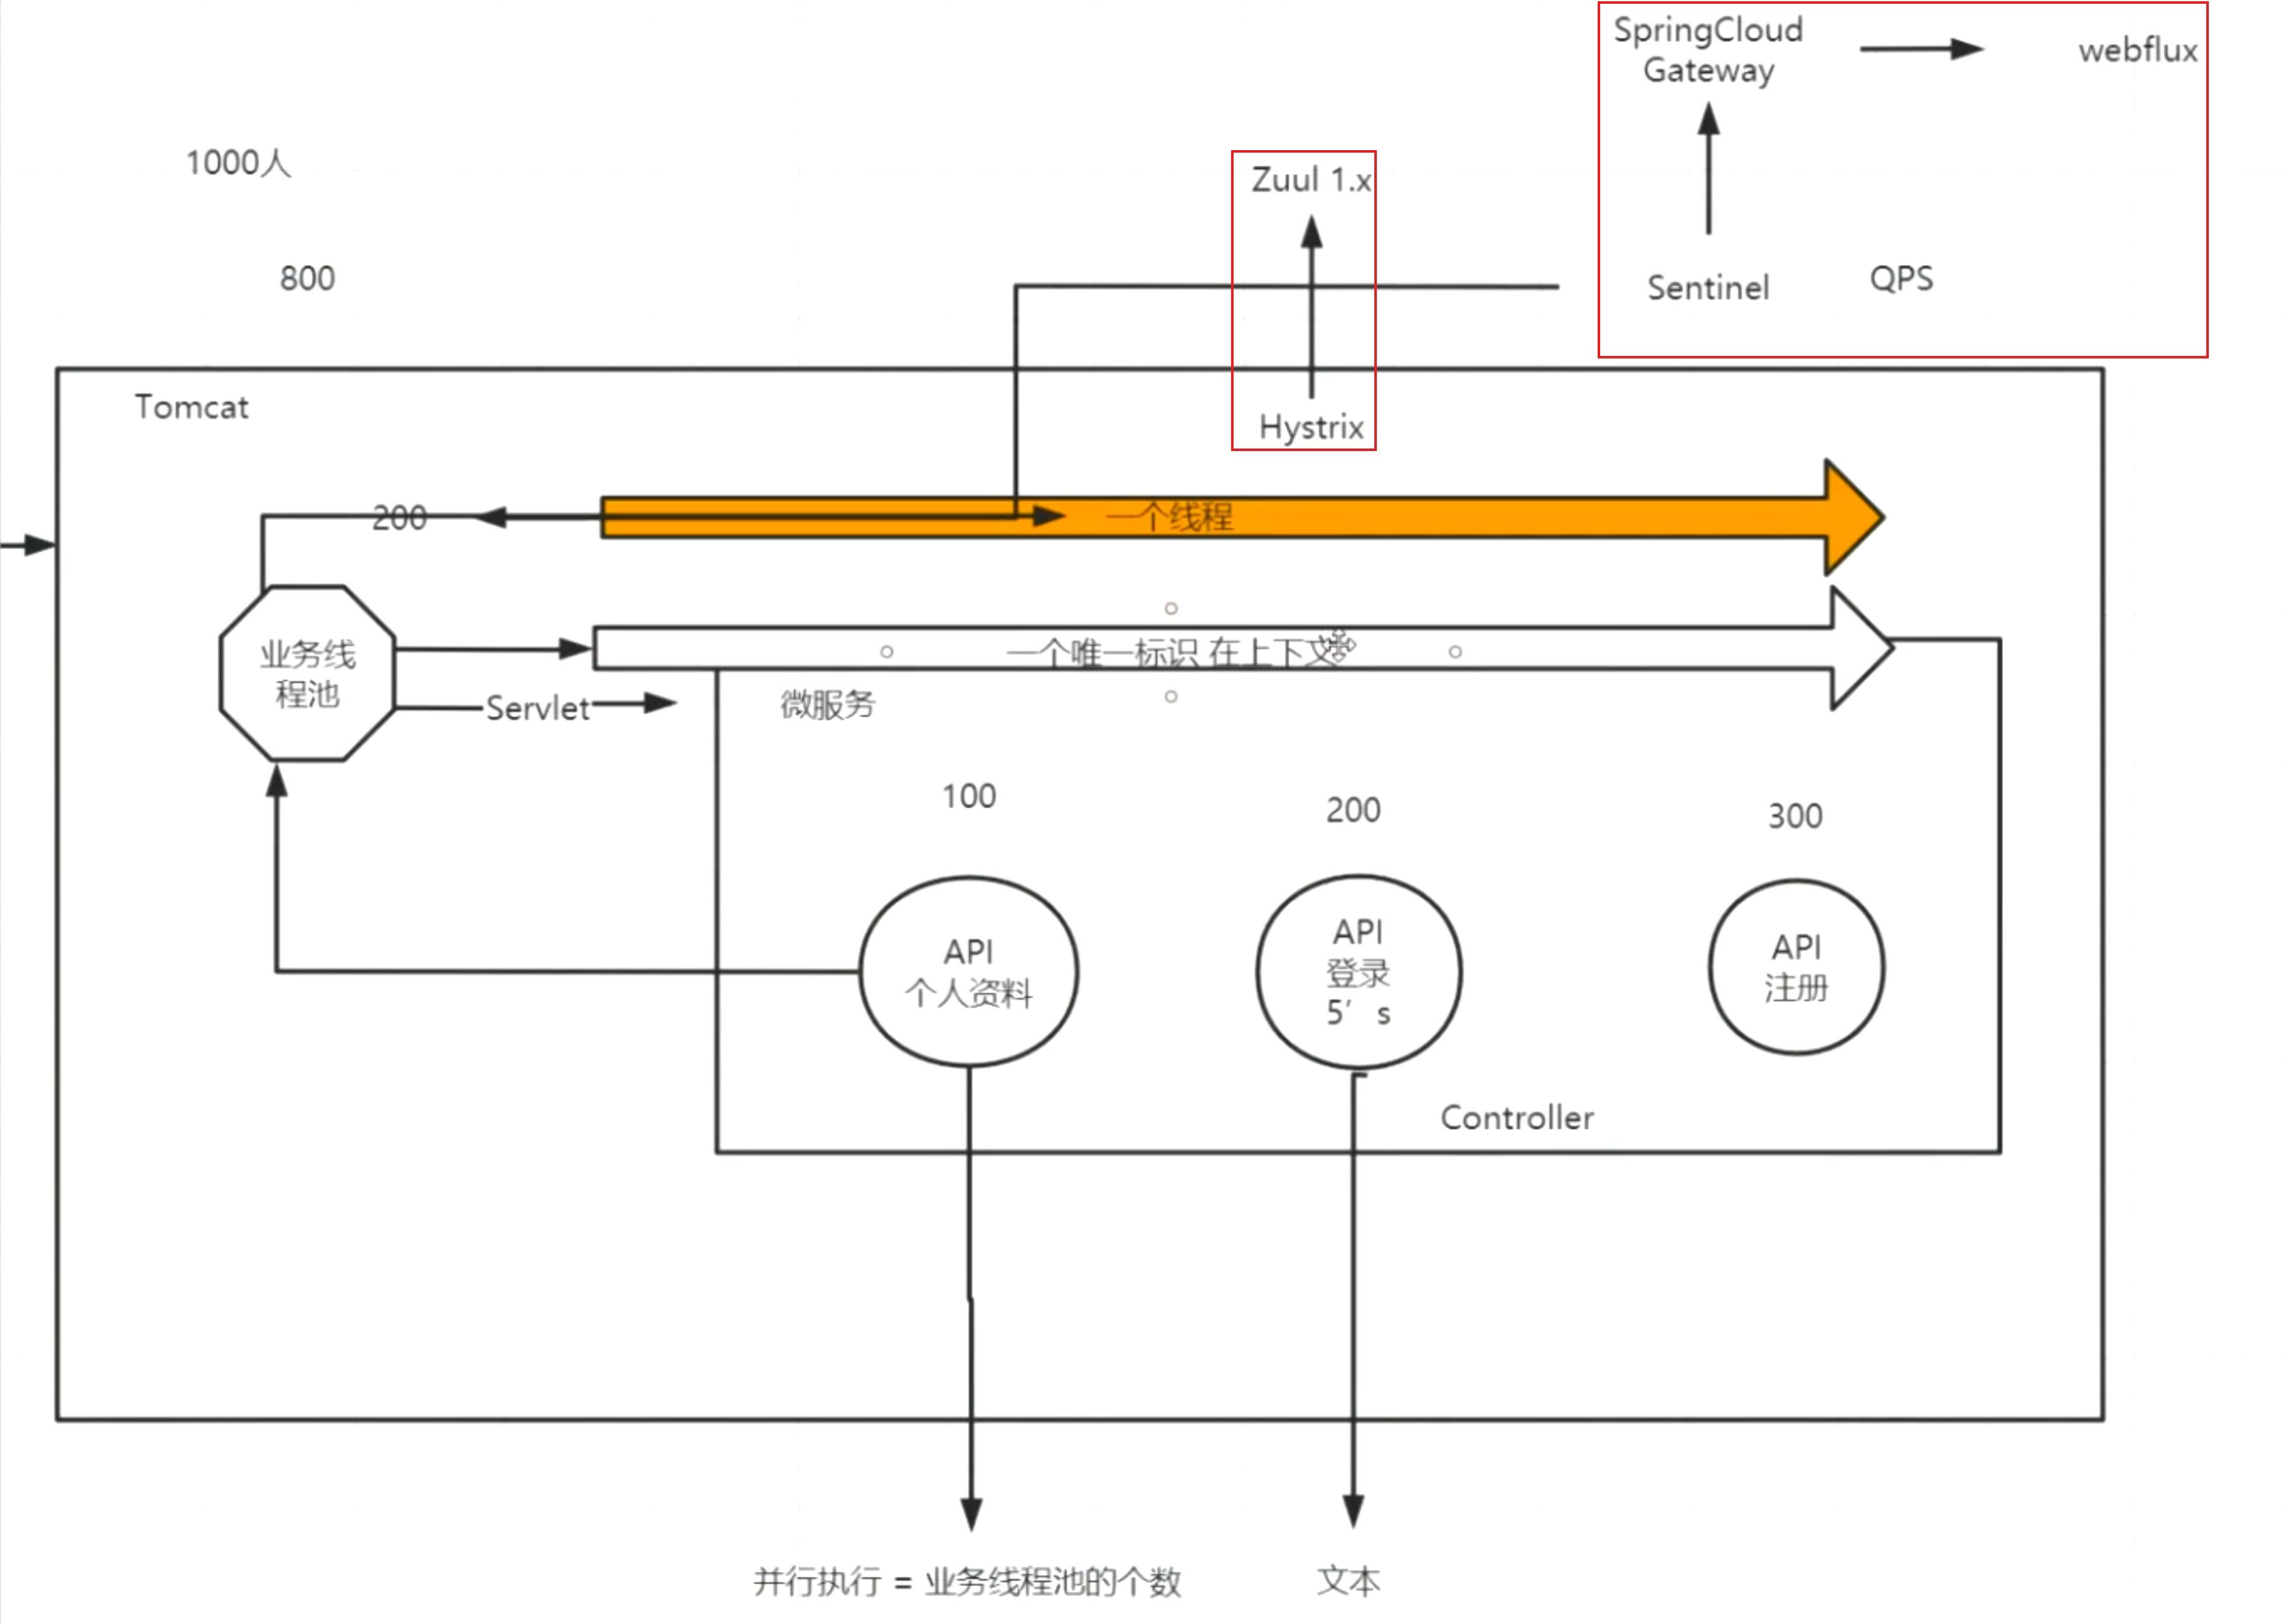 SpringCloud
Gateway
webflux
1000人
Zuul 1.x
800
Sentinel
QPS
Tomcat
Hystrix
200
一个线程
业务线
程池
一个唯一标识 在上下文
Servlet
微服务
100
200
300
API
个人资料
API
登录
5′ s
API
注册
Controller
并行执行 = 业务线程池的个数
文本